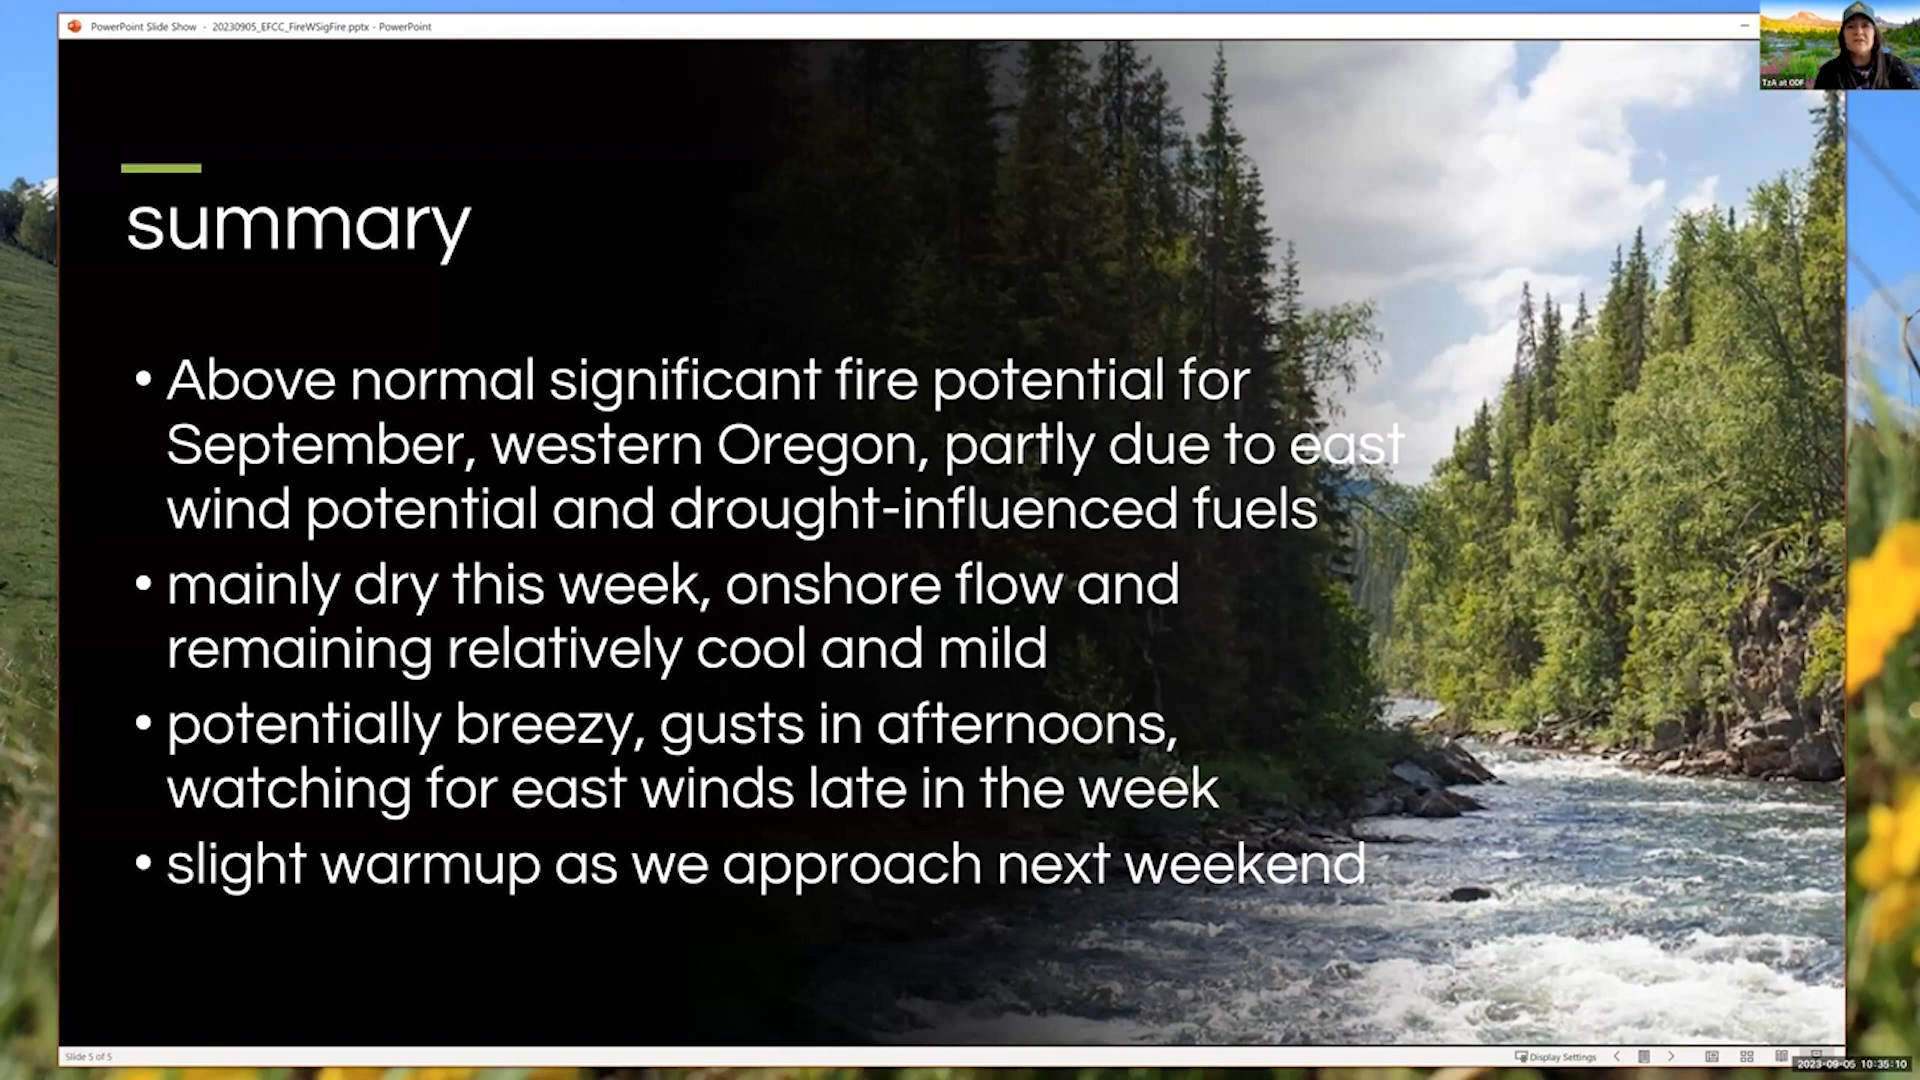 PowerPoint Slide Show - 20230905_EFCC_FireWSigFire.pptx - PowerPoint
TzA at ODF
summary
• Above normal significant fire potential for
September, western Oregon, partly due to east
wind potential and drought-influenced fuels
• mainly dry this week, onshore flow and
remaining relatively cool and mild
• potentially breezy, gusts in afternoons,
watching for east winds late in the week
• slight warmup as we approach next weekend
Slide 5 of 5
Display Settings
2023-09-05 10:35:10